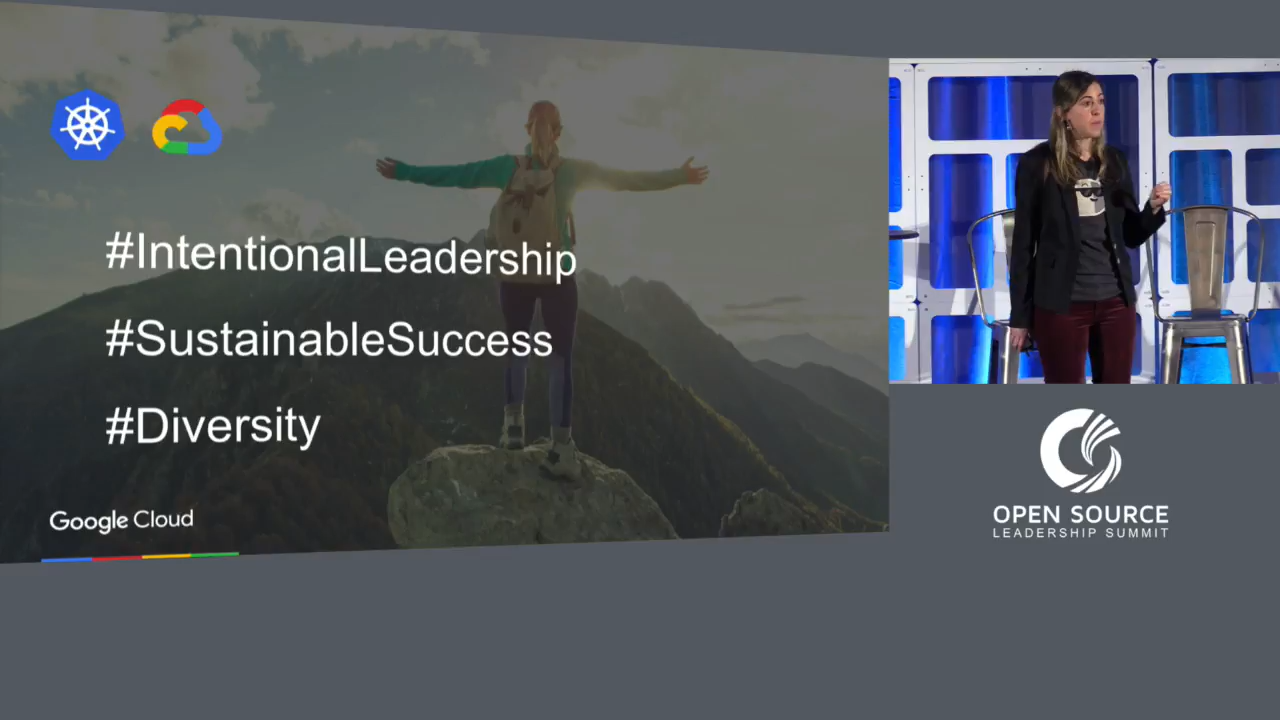 #IntentionalLeadership
#SustainableSuccess
#Diversity
Google Cloud
OPEN SOURCE
LEADERSHIP SUMMIT